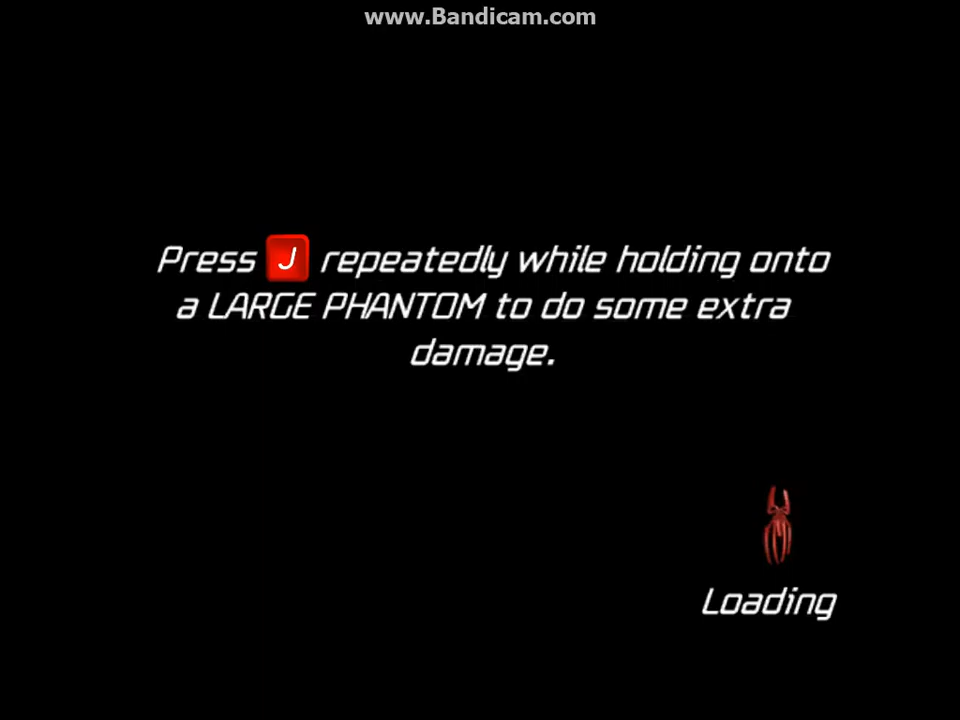 www.Bandicam.com
Press J repeatedly while holding onto
a LARGE PHANTOM to do some extra
damage.
Loading